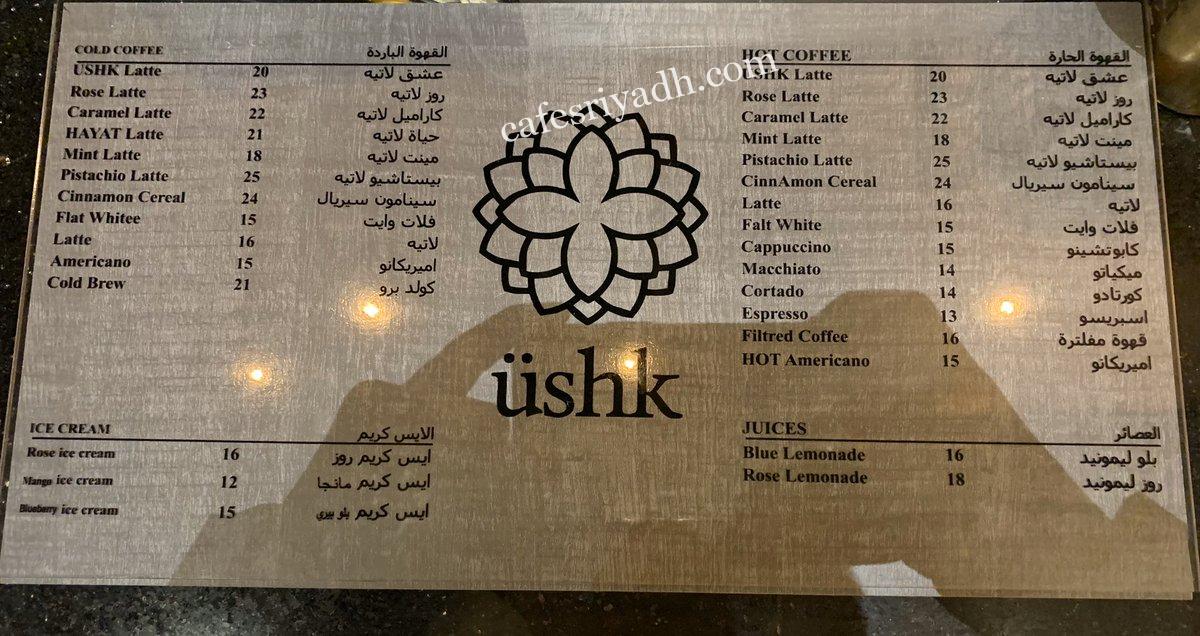 COLD COFFEE القهوة الباردة
USHK Latte 20 عشق لاتيه
Rose Latte 23 روز لاتيه
Caramel Latte 22 كاراميل لاتيه
HAYAT Latte 21 حياة لاتيه
Mint Latte 18 مينت لاتيه
Pistachio Latte 25 بيستاشيو لاتيه
Cinnamon Cereal 24 سينامون سيريال
Flat Whitee 15 فلات وايت
Latte 16 لاتيه
Americano 15 اميريكانو
Cold Brew 21 كولد برو
cafesriyadh.com
üshk
HOT COFFEE القهوة الحارة
USHK Latte 20 عشق لاتيه
Rose Latte 23 روز لاتيه
Caramel Latte 22 كاراميل لاتيه
Mint Latte 18 مينت لاتيه
Pistachio Latte 25 بيستاشيو لاتيه
CinnAmon Cereal 24 سينامون سيريال
Latte 16 لاتيه
Falt White 15 فلات وايت
Cappuccino 15 كابوتشينو
Macchiato 14 ميكياتو
Cortado 14 كورتادو
Espresso 13 اسبريسو
Filtred Coffee 16 قهوة مفلترة
HOT Americano 15 اميريكانو
ICE CREAM الايس كريم
Rose ice cream 16 ايس كريم روز
Mango ice cream 12 ايس كريم مانجا
Blueberry ice cream 15 ايس كريم بلو بيري
JUICES العصائر
Blue Lemonade 16 بلو ليمونيد
Rose Lemonade 18 روز ليمونيد